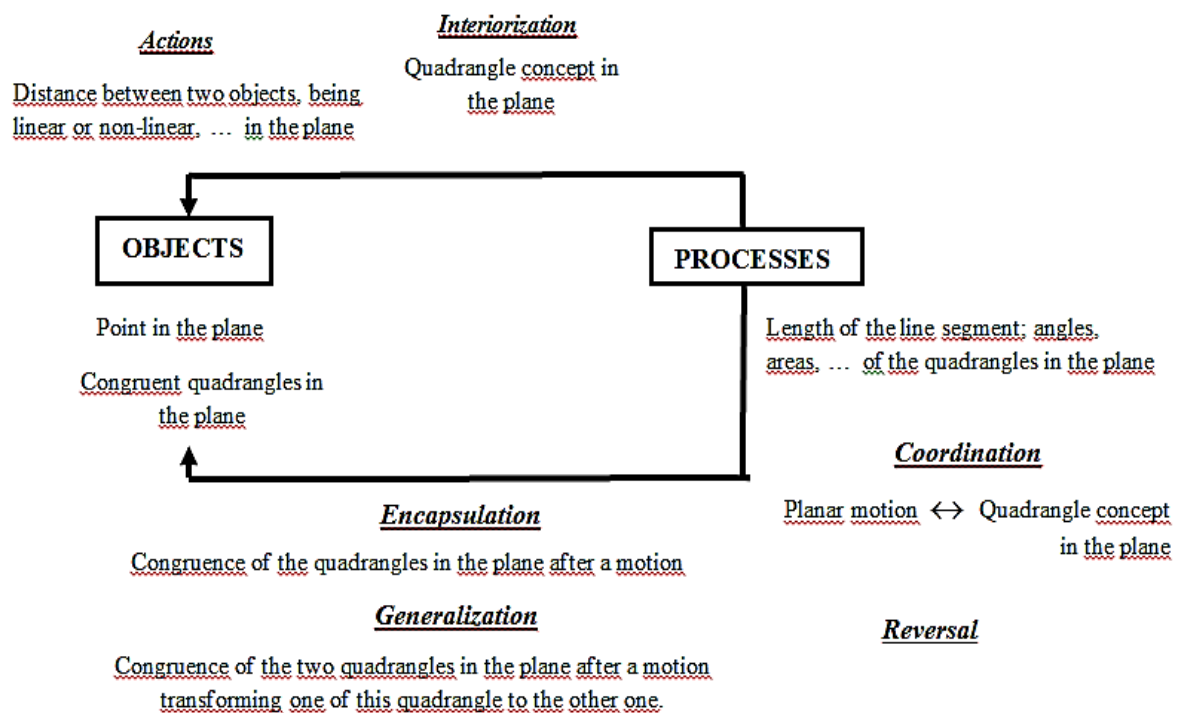 Actions
Distance between two objects, being
linear or non-linear, … in the plane
Interiorization
Quadrangle concept in
the plane
OBJECTS
PROCESSES
Point in the plane
Congruent quadrangles in
the plane
Length of the line segment; angles,
areas, … of the quadrangles in the plane
Coordination
Planar motion ↔ Quadrangle concept
in the plane
Encapsulation
Congruence of the quadrangles in the plane after a motion
Generalization
Congruence of the two quadrangles in the plane after a motion
transforming one of this quadrangle to the other one.
Reversal